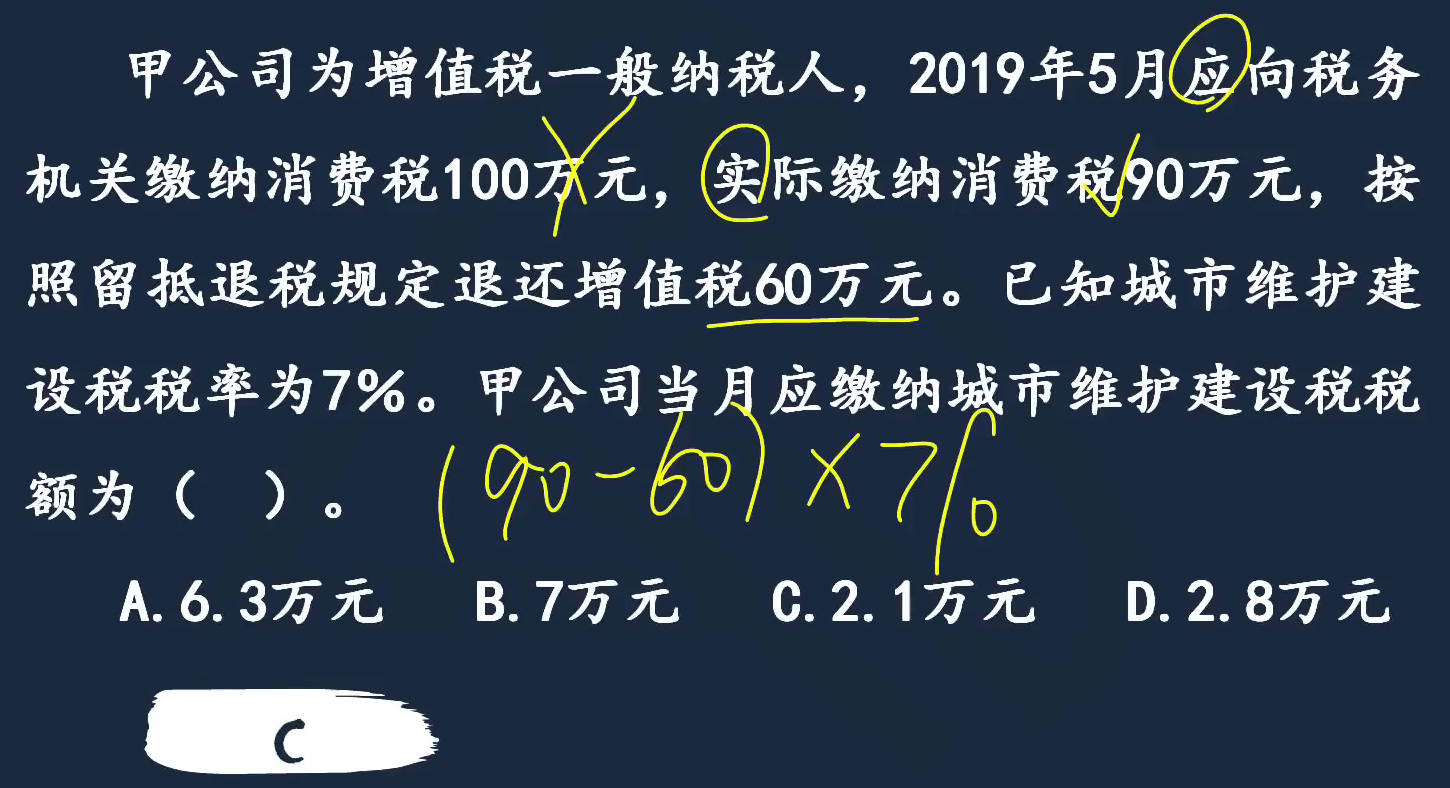 甲公司为增值税一般纳税人，2019年5月应向税务
机关缴纳消费税100万元，实际缴纳消费税90万元，按
照留抵退税规定退还增值税60万元。已知城市维护建
设税税率为7%。甲公司当月应缴纳城市维护建设税税
额为（ ）。
(90-60)×7%
A.6.3万元 B.7万元 C.2.1万元 D.2.8万元
C